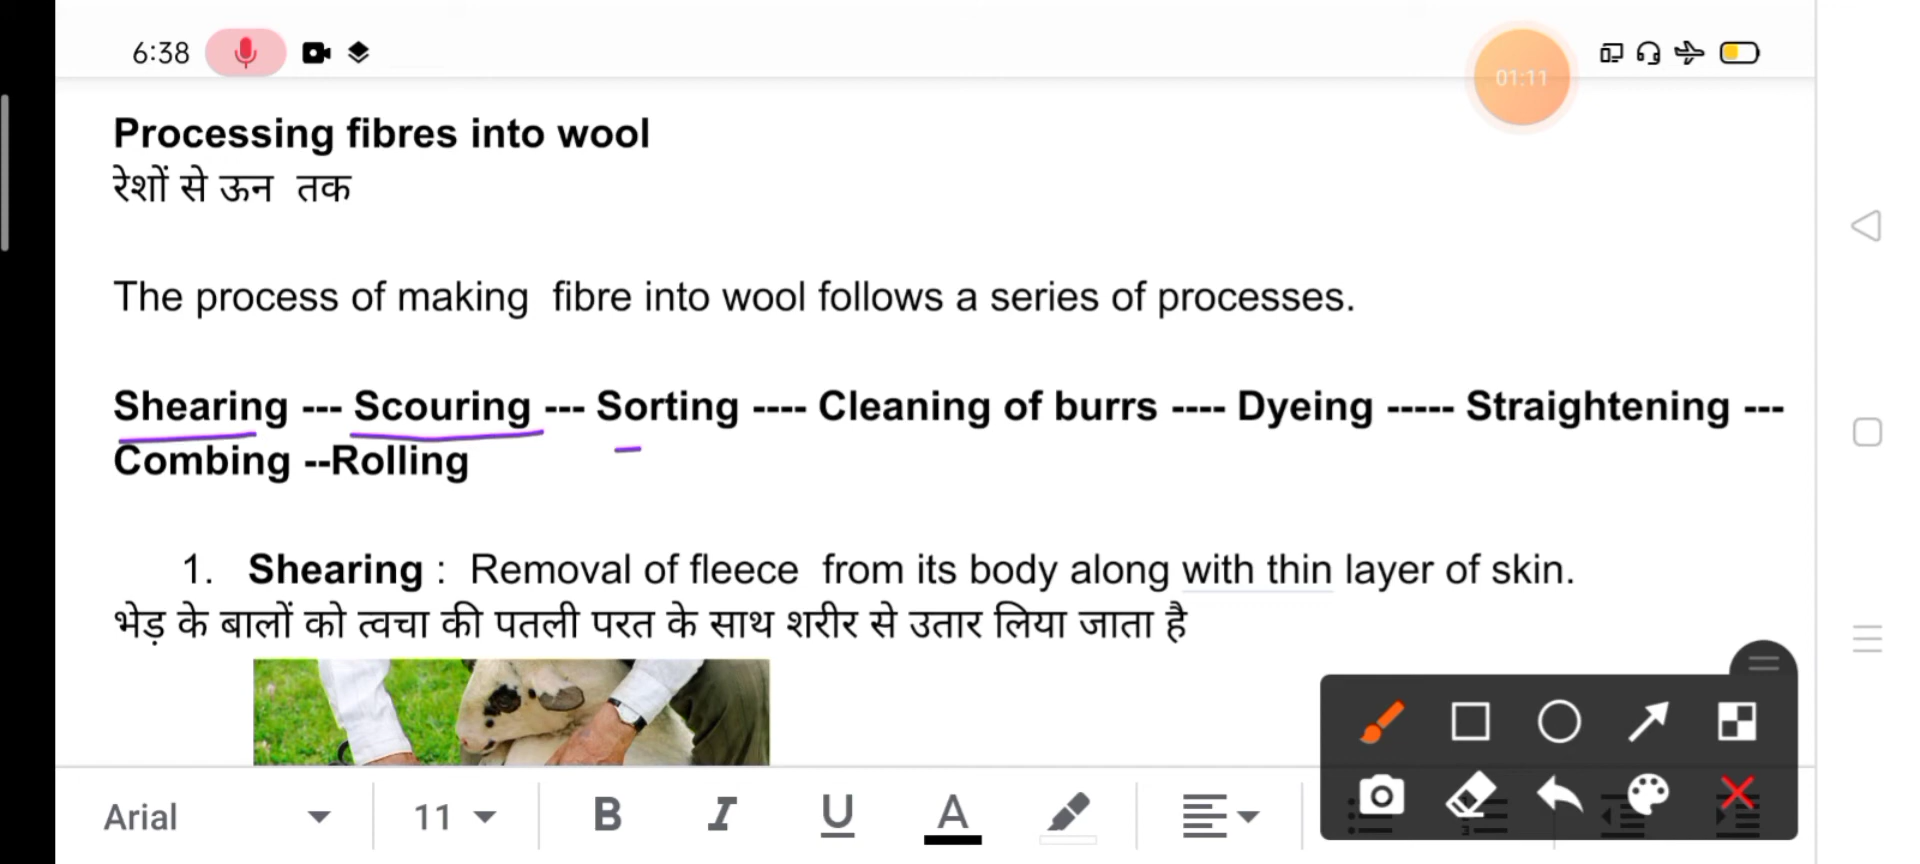 6:38
01:11
Processing fibres into wool
रेशों से ऊन तक
The process of making fibre into wool follows a series of processes.
Shearing --- Scouring --- Sorting ---- Cleaning of burrs ---- Dyeing ----- Straightening ---
Combing --Rolling
1. Shearing : Removal of fleece from its body along with thin layer of skin.
भेड़ के बालों को त्वचा की पतली परत के साथ शरीर से उतार लिया जाता है
Arial 11 B I U A